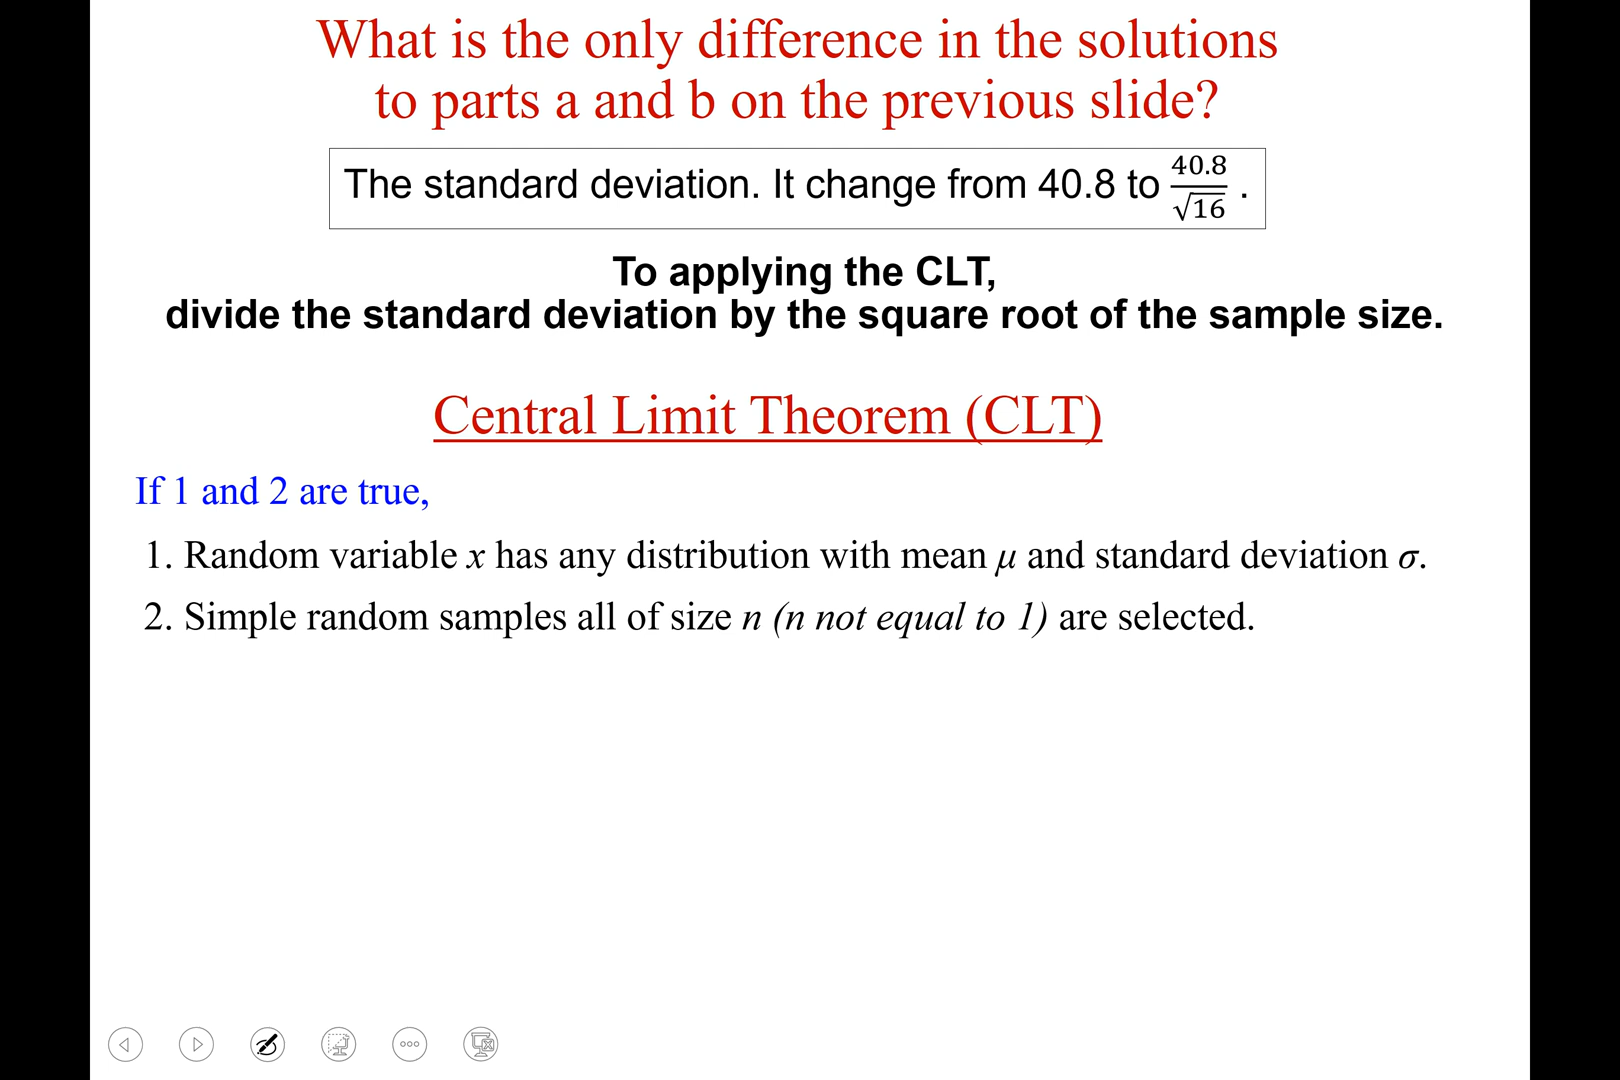 What is the only difference in the solutions
to parts a and b on the previous slide?
The standard deviation. It change from 40.8 to 40.8/√16 .
To applying the CLT,
divide the standard deviation by the square root of the sample size.
Central Limit Theorem (CLT)
If 1 and 2 are true,
1. Random variable x has any distribution with mean μ and standard deviation σ.
2. Simple random samples all of size n (n not equal to 1) are selected.